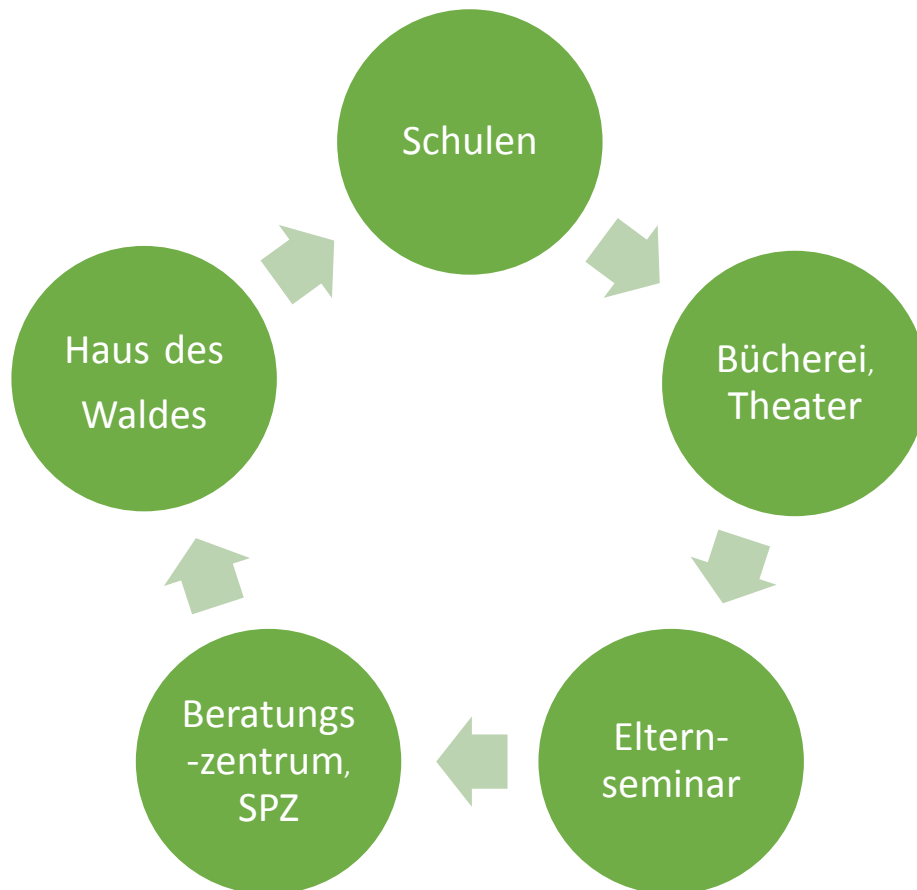 Schulen
Bücherei,
Theater
Eltern-
seminar
Beratungs
-zentrum,
SPZ
Haus des
Waldes